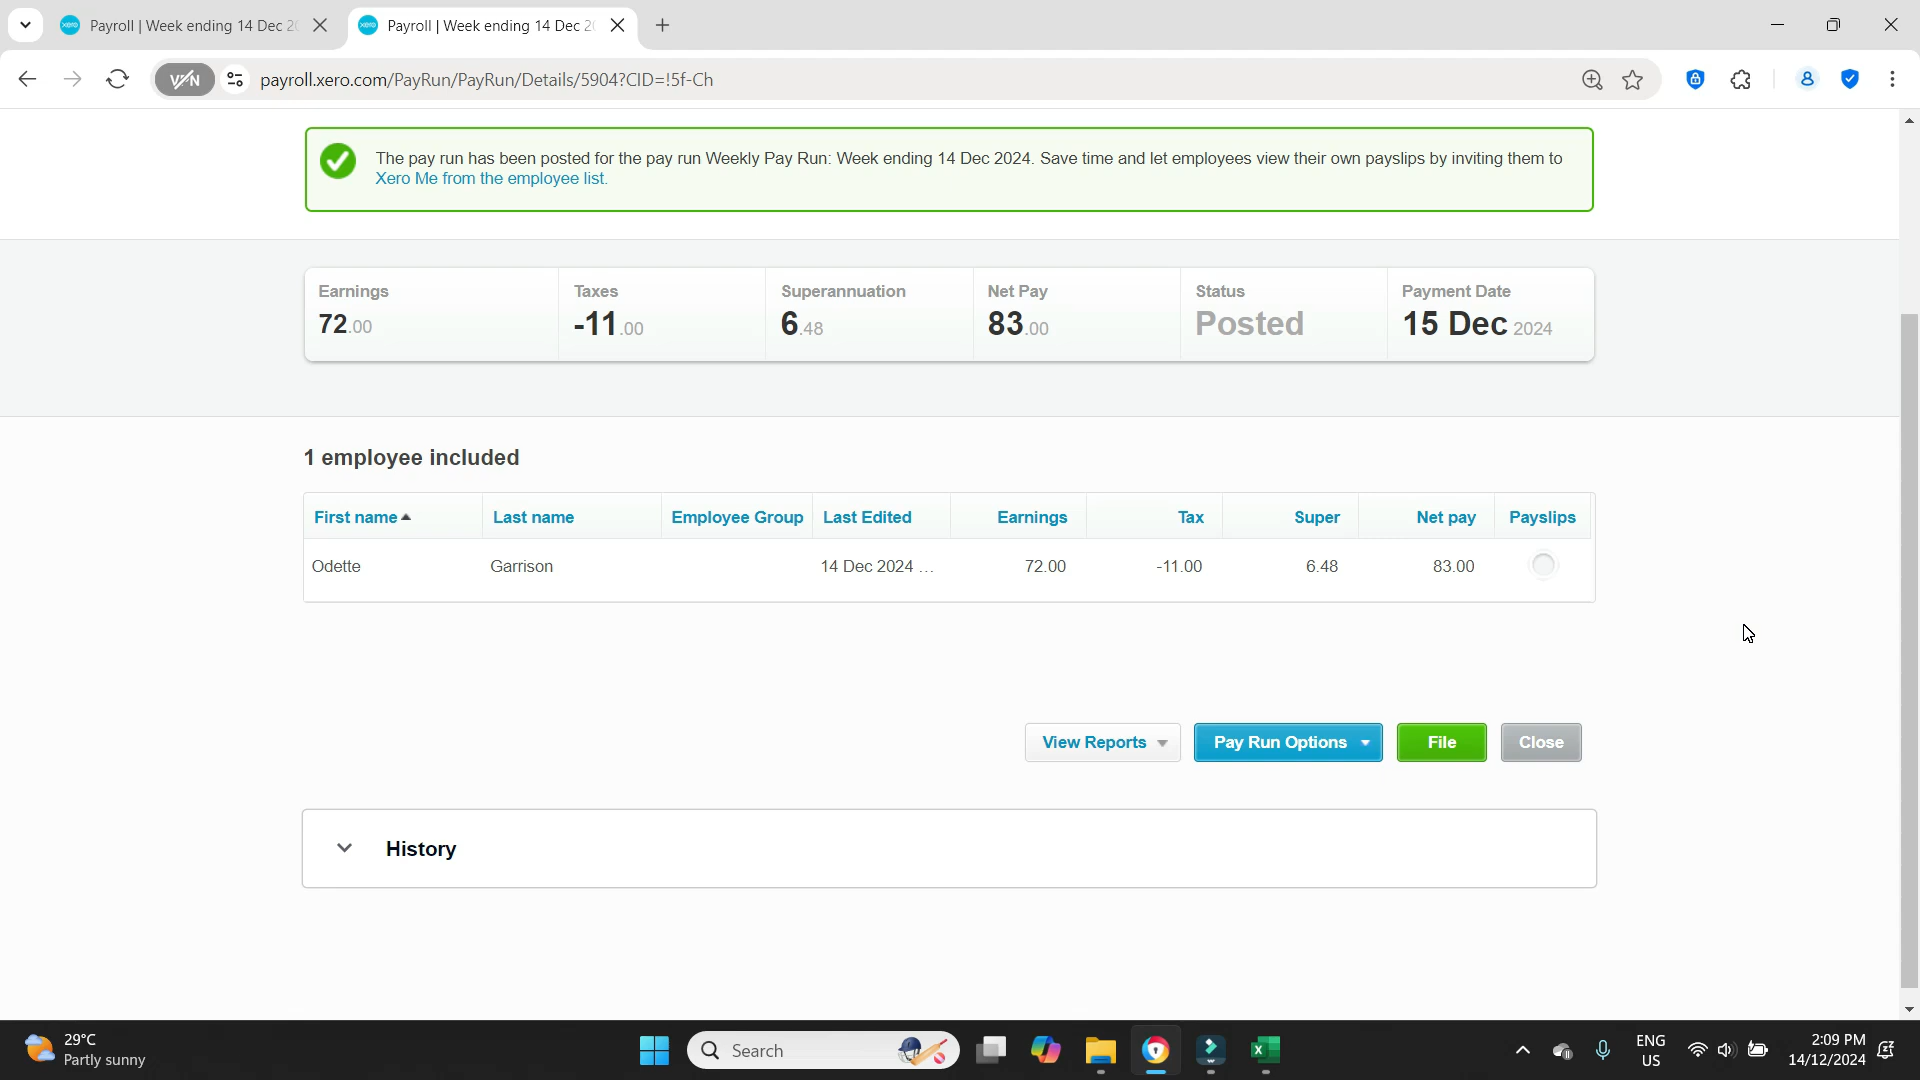 Payroll | Week ending 14 Dec 20
Payroll | Week ending 14 Dec 20
VPN
payroll.xero.com/PayRun/PayRun/Details/5904?CID=!5f-Ch
The pay run has been posted for the pay run Weekly Pay Run: Week ending 14 Dec 2024. Save time and let employees view their own payslips by inviting them to
Xero Me from the employee list.
Earnings Taxes Superannuation Net Pay Status Payment Date
72.00 -11.00 6.48 83.00 Posted 15 Dec 2024
1 employee included
First name Last name Employee Group Last Edited Earnings Tax Super Net pay Payslips
Odette Garrison 14 Dec 2024 ... 72.00 -11.00 6.48 83.00
View Reports Pay Run Options File Close
History
29°C
Partly sunny
Search
ENG
US
2:09 PM
14/12/2024